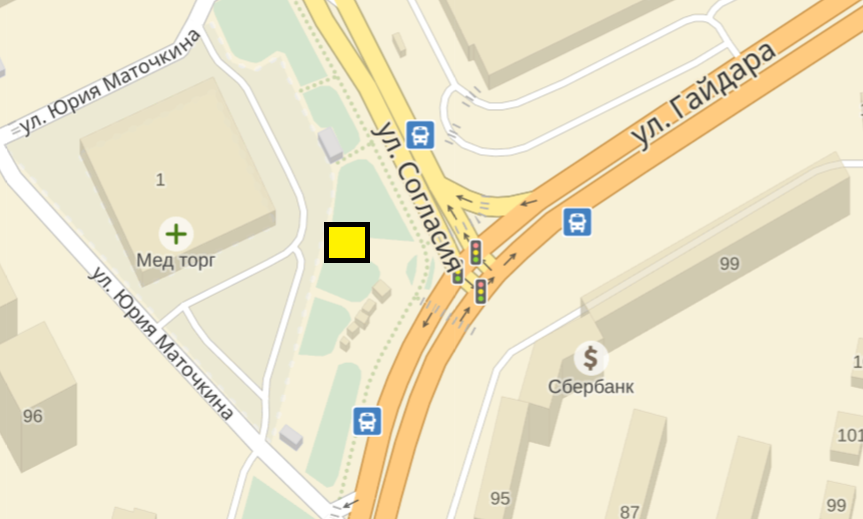 ул. Юрия Маточкина
ул. Гайдара
ул. Согласия
1
Мед торг
99
ул. Юрия Маточкина
$
Сбербанк
1
96
101
95
87
99